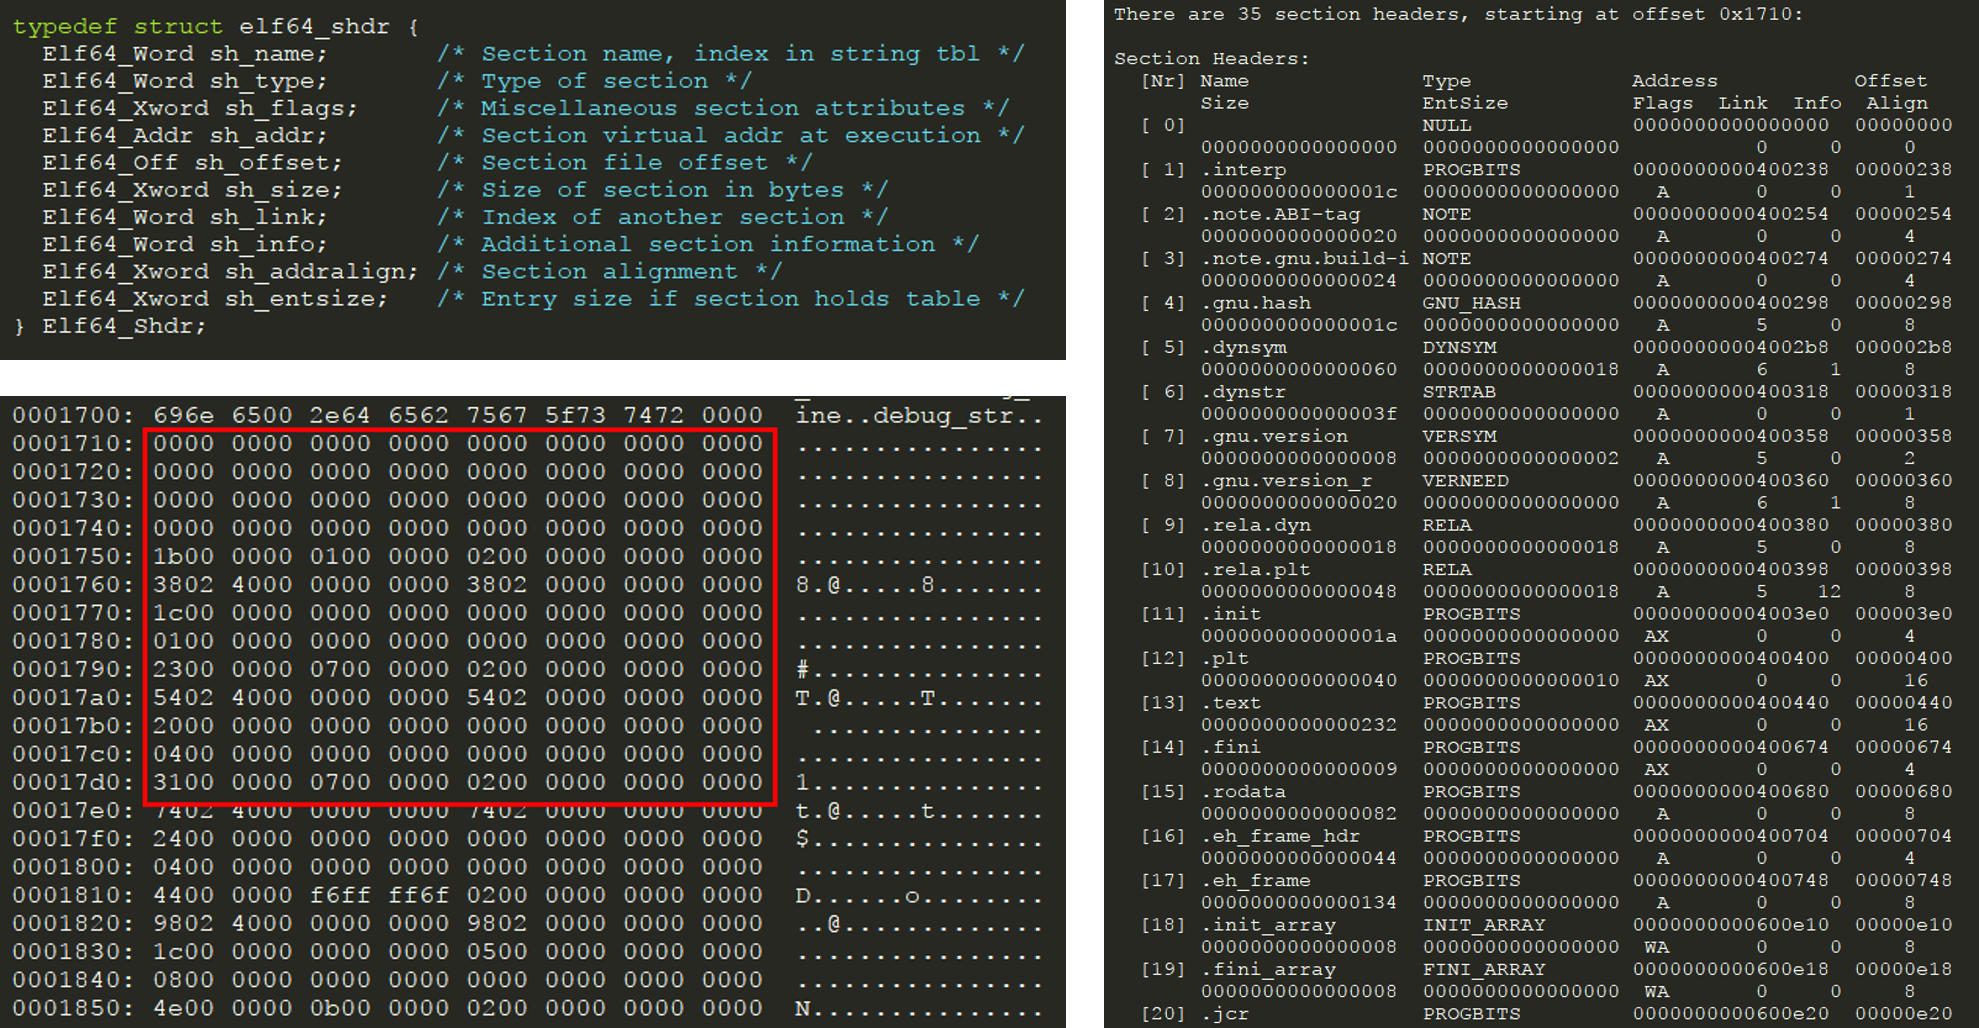 typedef struct elf64_shdr {
  Elf64_Word sh_name;       /* Section name, index in string tbl */
  Elf64_Word sh_type;       /* Type of section */
  Elf64_Xword sh_flags;     /* Miscellaneous section attributes */
  Elf64_Addr sh_addr;       /* Section virtual addr at execution */
  Elf64_Off sh_offset;      /* Section file offset */
  Elf64_Xword sh_size;      /* Size of section in bytes */
  Elf64_Word sh_link;       /* Index of another section */
  Elf64_Word sh_info;       /* Additional section information */
  Elf64_Xword sh_addralign; /* Section alignment */
  Elf64_Xword sh_entsize;   /* Entry size if section holds table */
} Elf64_Shdr;
0001700: 696e 6500 2e64 6562 7567 5f73 7472 0000  ine..debug_str..
0001710: 0000 0000 0000 0000 0000 0000 0000 0000  ................
0001720: 0000 0000 0000 0000 0000 0000 0000 0000  ................
0001730: 0000 0000 0000 0000 0000 0000 0000 0000  ................
0001740: 0000 0000 0000 0000 0000 0000 0000 0000  ................
0001750: 1b00 0000 0100 0000 0200 0000 0000 0000  ................
0001760: 3802 4000 0000 0000 3802 0000 0000 0000  8.@.....8.......
0001770: 1c00 0000 0000 0000 0000 0000 0000 0000  ................
0001780: 0100 0000 0000 0000 0000 0000 0000 0000  ................
0001790: 2300 0000 0700 0000 0200 0000 0000 0000  #...............
00017a0: 5402 4000 0000 0000 5402 0000 0000 0000  T.@.....T.......
00017b0: 2000 0000 0000 0000 0000 0000 0000 0000   ...............
00017c0: 0400 0000 0000 0000 0000 0000 0000 0000  ................
00017d0: 3100 0000 0700 0000 0200 0000 0000 0000  1...............
00017e0: 7402 4000 0000 0000 7402 0000 0000 0000  t.@.....t.......
00017f0: 2400 0000 0000 0000 0000 0000 0000 0000  $...............
0001800: 0400 0000 0000 0000 0000 0000 0000 0000  ................
0001810: 4400 0000 f6ff ff6f 0200 0000 0000 0000  D......o........
0001820: 9802 4000 0000 0000 9802 0000 0000 0000  ..@.............
0001830: 1c00 0000 0000 0000 0500 0000 0000 0000  ................
0001840: 0800 0000 0000 0000 0000 0000 0000 0000  ................
0001850: 4e00 0000 0b00 0000 0200 0000 0000 0000  N...............
There are 35 section headers, starting at offset 0x1710:
Section Headers:
  [Nr] Name              Type             Address           Offset
       Size              EntSize          Flags  Link  Info  Align
  [ 0]                   NULL             0000000000000000  00000000
       0000000000000000  0000000000000000           0     0     0
  [ 1] .interp           PROGBITS         0000000000400238  00000238
       000000000000001c  0000000000000000   A       0     0     1
  [ 2] .note.ABI-tag     NOTE             0000000000400254  00000254
       0000000000000020  0000000000000000   A       0     0     4
  [ 3] .note.gnu.build-i NOTE             0000000000400274  00000274
       0000000000000024  0000000000000000   A       0     0     4
  [ 4] .gnu.hash         GNU_HASH         0000000000400298  00000298
       000000000000001c  0000000000000000   A       5     0     8
  [ 5] .dynsym           DYNSYM           00000000004002b8  000002b8
       0000000000000060  0000000000000018   A       6     1     8
  [ 6] .dynstr           STRTAB           0000000000400318  00000318
       000000000000003f  0000000000000000   A       0     0     1
  [ 7] .gnu.version      VERSYM           0000000000400358  00000358
       0000000000000008  0000000000000002   A       5     0     2
  [ 8] .gnu.version_r    VERNEED          0000000000400360  00000360
       0000000000000020  0000000000000000   A       6     1     8
  [ 9] .rela.dyn         RELA             0000000000400380  00000380
       0000000000000018  0000000000000018   A       5     0     8
  [10] .rela.plt         RELA             0000000000400398  00000398
       0000000000000048  0000000000000018   A       5    12     8
  [11] .init             PROGBITS         00000000004003e0  000003e0
       000000000000001a  0000000000000000  AX       0     0     4
  [12] .plt              PROGBITS         0000000000400400  00000400
       0000000000000040  0000000000000010  AX       0     0     16
  [13] .text             PROGBITS         0000000000400440  00000440
       0000000000000232  0000000000000000  AX       0     0     16
  [14] .fini             PROGBITS         0000000000400674  00000674
       0000000000000009  0000000000000000  AX       0     0     4
  [15] .rodata           PROGBITS         0000000000400680  00000680
       0000000000000082  0000000000000000   A       0     0     8
  [16] .eh_frame_hdr     PROGBITS         0000000000400704  00000704
       0000000000000044  0000000000000000   A       0     0     4
  [17] .eh_frame         PROGBITS         0000000000400748  00000748
       0000000000000134  0000000000000000   A       0     0     8
  [18] .init_array       INIT_ARRAY       0000000000600e10  00000e10
       0000000000000008  0000000000000000  WA       0     0     8
  [19] .fini_array       FINI_ARRAY       0000000000600e18  00000e18
       0000000000000008  0000000000000000  WA       0     0     8
  [20] .jcr              PROGBITS         0000000000600e20  00000e20